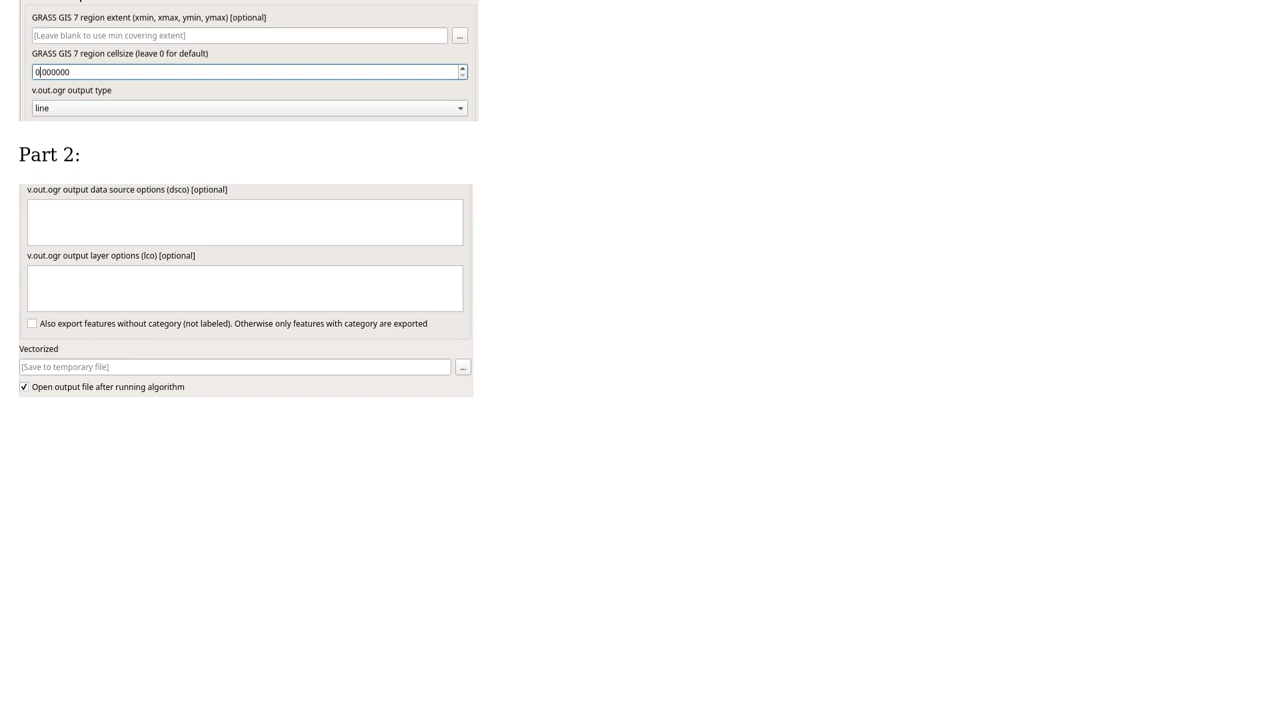 GRASS GIS 7 region extent (xmin, xmax, ymin, ymax) [optional]
[Leave blank to use min covering extent]
...
GRASS GIS 7 region cellsize (leave 0 for default)
0.000000
v.out.ogr output type
line
Part 2:
v.out.ogr output data source options (dsco) [optional]
v.out.ogr output layer options (lco) [optional]
Also export features without category (not labeled). Otherwise only features with category are exported
Vectorized
[Save to temporary file]
...
Open output file after running algorithm